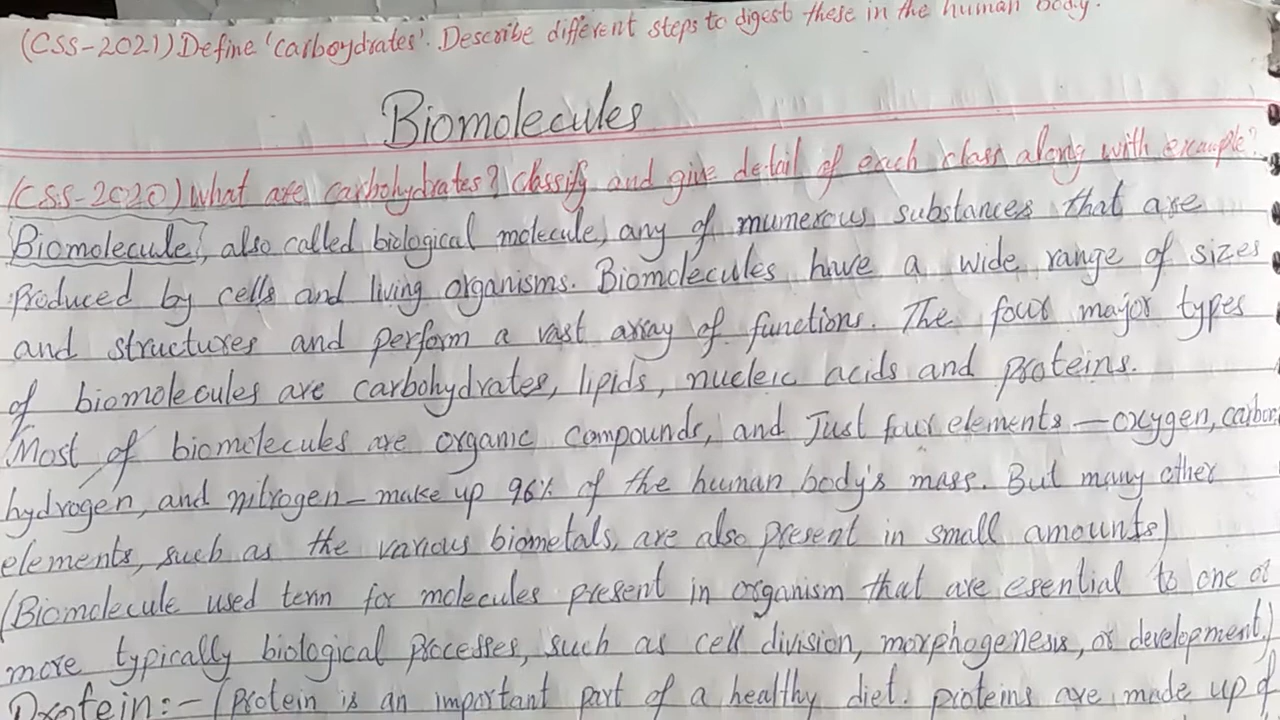 (CSS-2021) Define 'carboydrates'. Describe different steps to digest these in the human body.
Biomolecules
(CSS-2020) What are carbohydrates? classify and give detail of each class along with example?
Biomolecule, also called biological molecule, any of mumerous substances that are
produced by cells and living organisms. Biomolecules have a wide range of sizes
and structures and perform a vast array of functions. The four major types
of biomolecules are carbohydrates, lipids, nucleic acids and proteins.
Most of biomolecules are organic compounds, and Just four elements — oxygen, carbon,
hydrogen, and nitrogen - make up 96% of the human body's mass. But many other
elements, such as the various biometals, are also present in small amounts)
(Biomolecule used term for molecules present in organism that are esential to one or
more typically biological processes, such as cell division, morphogenesis, or development.)
Protein:- (Protein is an important part of a healthy diet. proteins are made up of